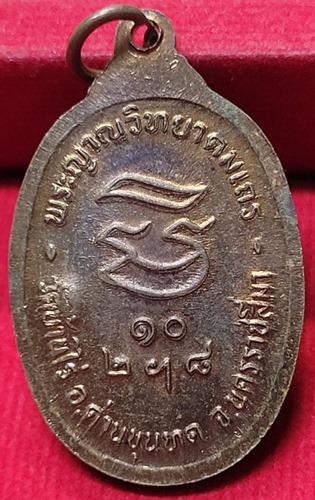 พระญาณวิทยาคมเถร
๑๐
๒ ฯ ๘
วัดบ้านไร่ อ.ด่านขุนทด จ.นครราชสีมา